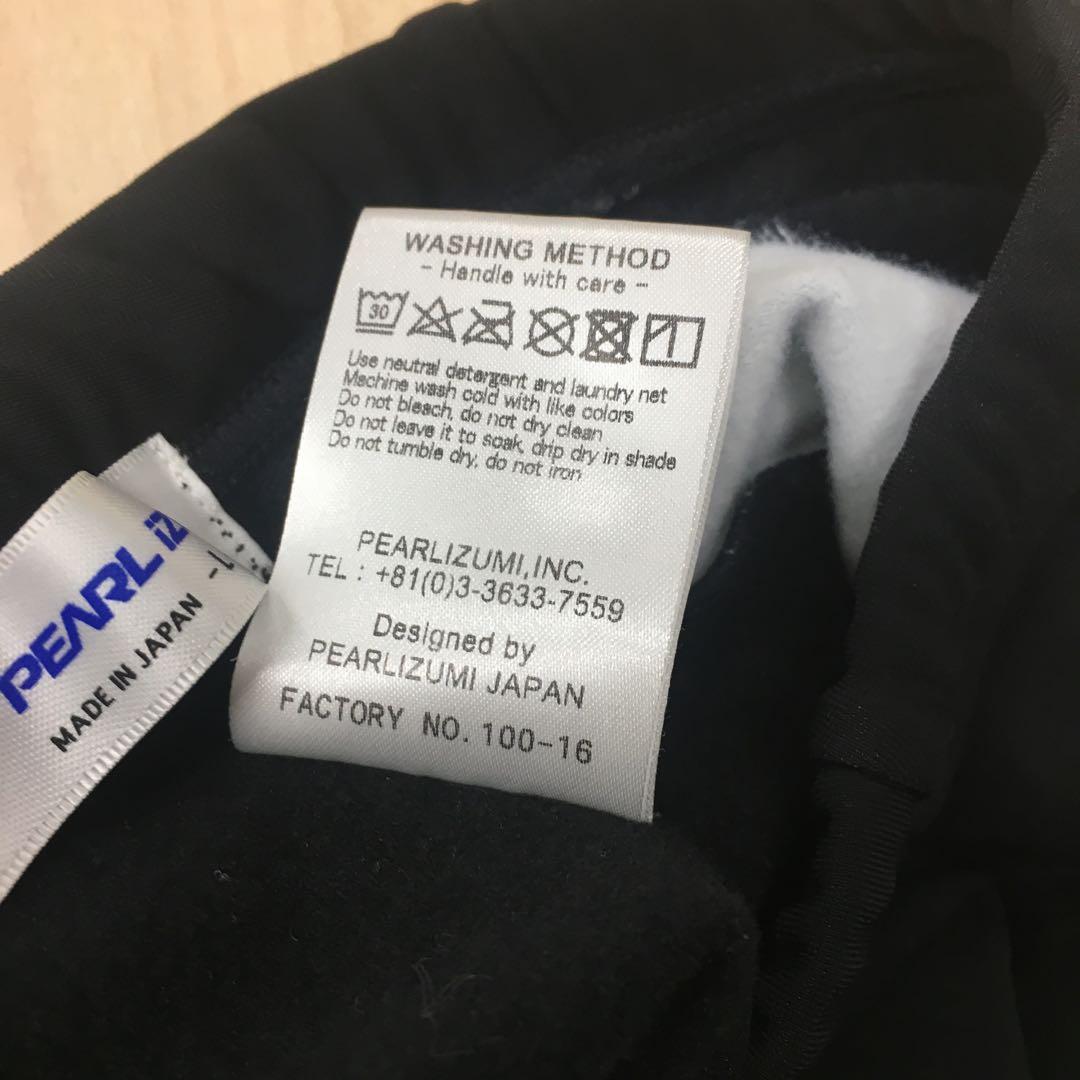 WASHING METHOD
- Handle with care -
30
Use neutral detergent and laundry net
Mechine wash cold with like colors
Do not bleach, do not dry clean
Do not leave it to soak, drip dry in shade
Do not tumble dry, do not iron
PEARLIZUMI,INC.
TEL : +81(0)3-3633-7559
Designed by
PEARLIZUMI JAPAN
FACTORY NO. 100-16
PEARL iZ
MADE IN JAPAN